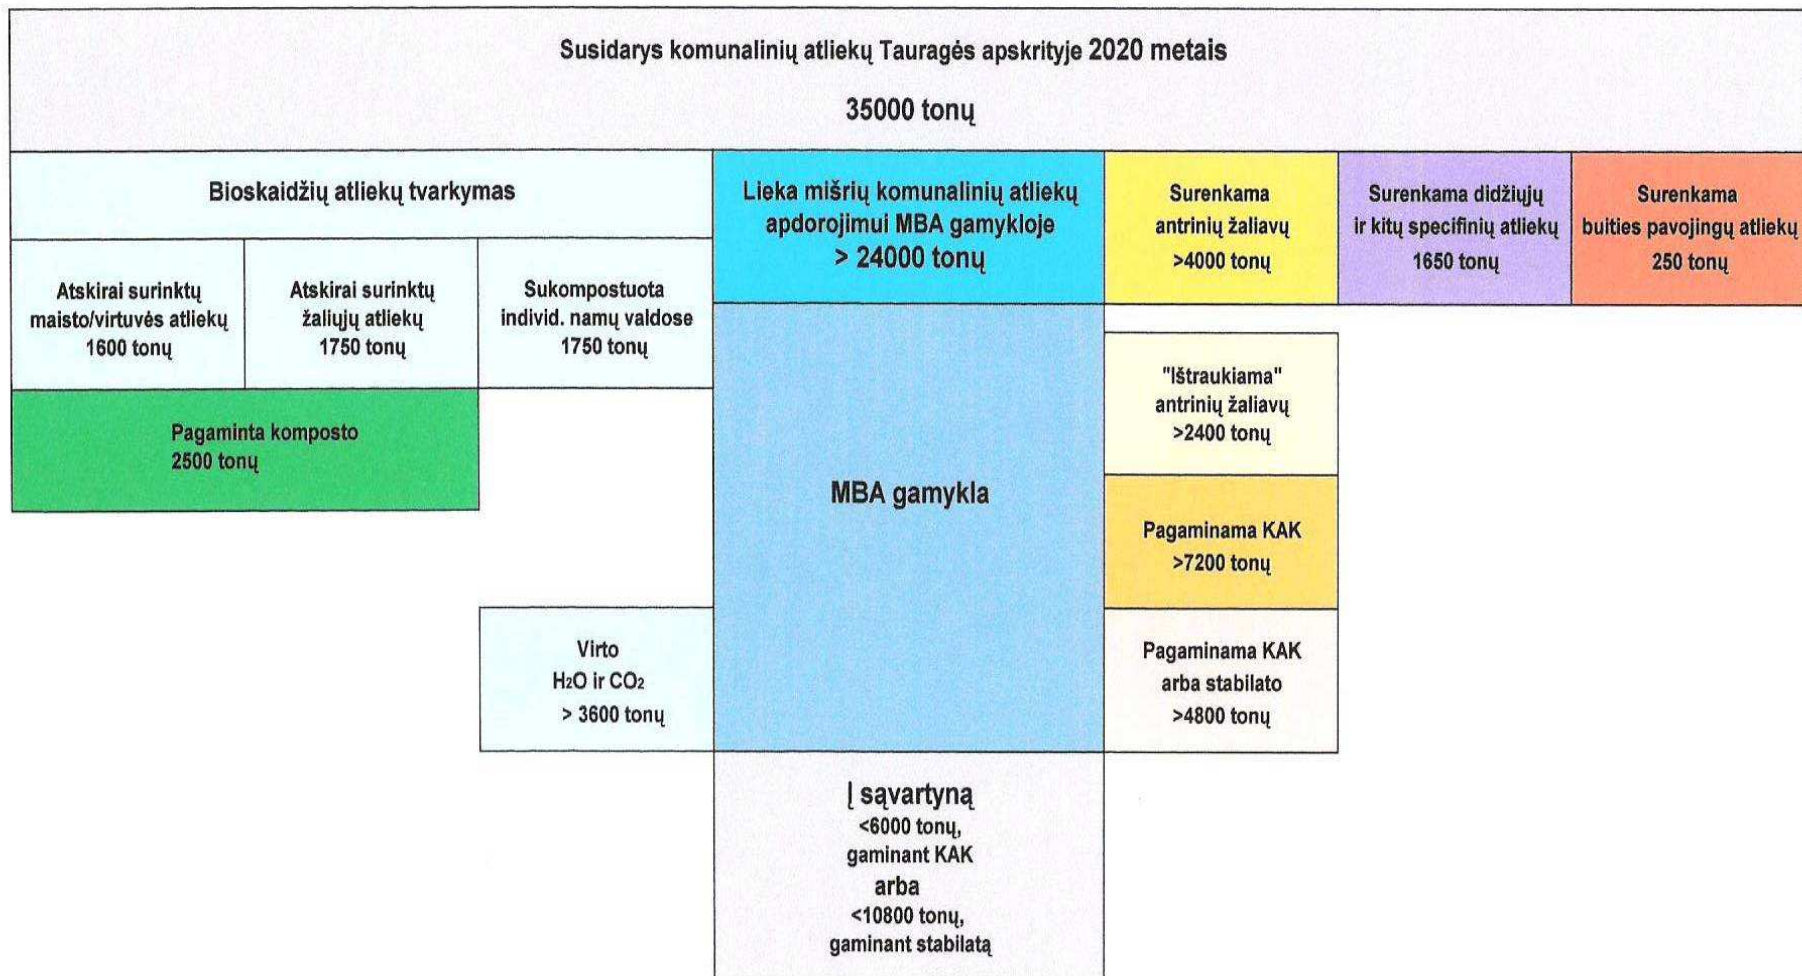 Susidarys komunalinių atliekų Tauragės apskrityje 2020 metais
35000 tonų
Bioskaidžių atliekų tvarkymas
Atskirai surinktų
maisto/virtuvės atliekų
1600 tonų
Atskirai surinktų
žaliųjų atliekų
1750 tonų
Sukompostuota
individ. namų valdose
1750 tonų
Pagaminta komposto
2500 tonų
Lieka mišrių komunalinių atliekų
apdorojimui MBA gamykloje
> 24000 tonų
Surenkama
antrinių žaliavų
>4000 tonų
Surenkama didžiųjų
ir kitų specifinių atliekų
1650 tonų
Surenkama
buities pavojingų atliekų
250 tonų
MBA gamykla
"Ištraukiama"
antrinių žaliavų
>2400 tonų
Pagaminama KAK
>7200 tonų
Virto
H2O ir CO2
> 3600 tonų
Pagaminama KAK
arba stabilato
>4800 tonų
Į sąvartyną
<6000 tonų,
gaminant KAK
arba
<10800 tonų,
gaminant stabilatą